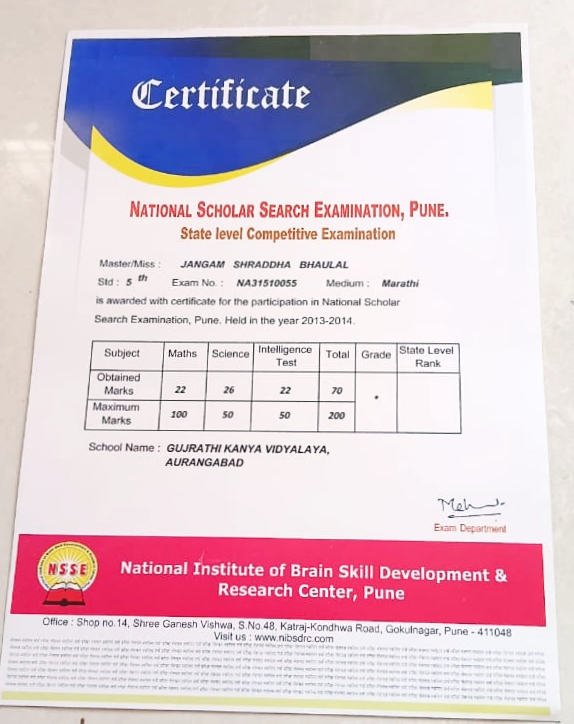 Certificate
NATIONAL SCHOLAR SEARCH EXAMINATION, PUNE.
State level Competitive Examination
Master/Miss : JANGAM SHRADDHA BHAULAL
Std : 5 th Exam No. : NA31510055 Medium : Marathi
is awarded with certificate for the participation in National Scholar
Search Examination, Pune. Held in the year 2013-2014.
Subject Maths Science Intelligence Test Total Grade State Level Rank
Obtained Marks 22 26 22 70 *
Maximum Marks 100 50 50 200
School Name : GUJRATHI KANYA VIDYALAYA,
AURANGABAD
Exam Department
NSSE
National Institute of Brain Skill Development &
Research Center, Pune
Office : Shop no.14, Shree Ganesh Vishwa, S.No.48, Katraj-Kondhwa Road, Gokulnagar, Pune - 411048
Visit us : www.nibsdrc.com